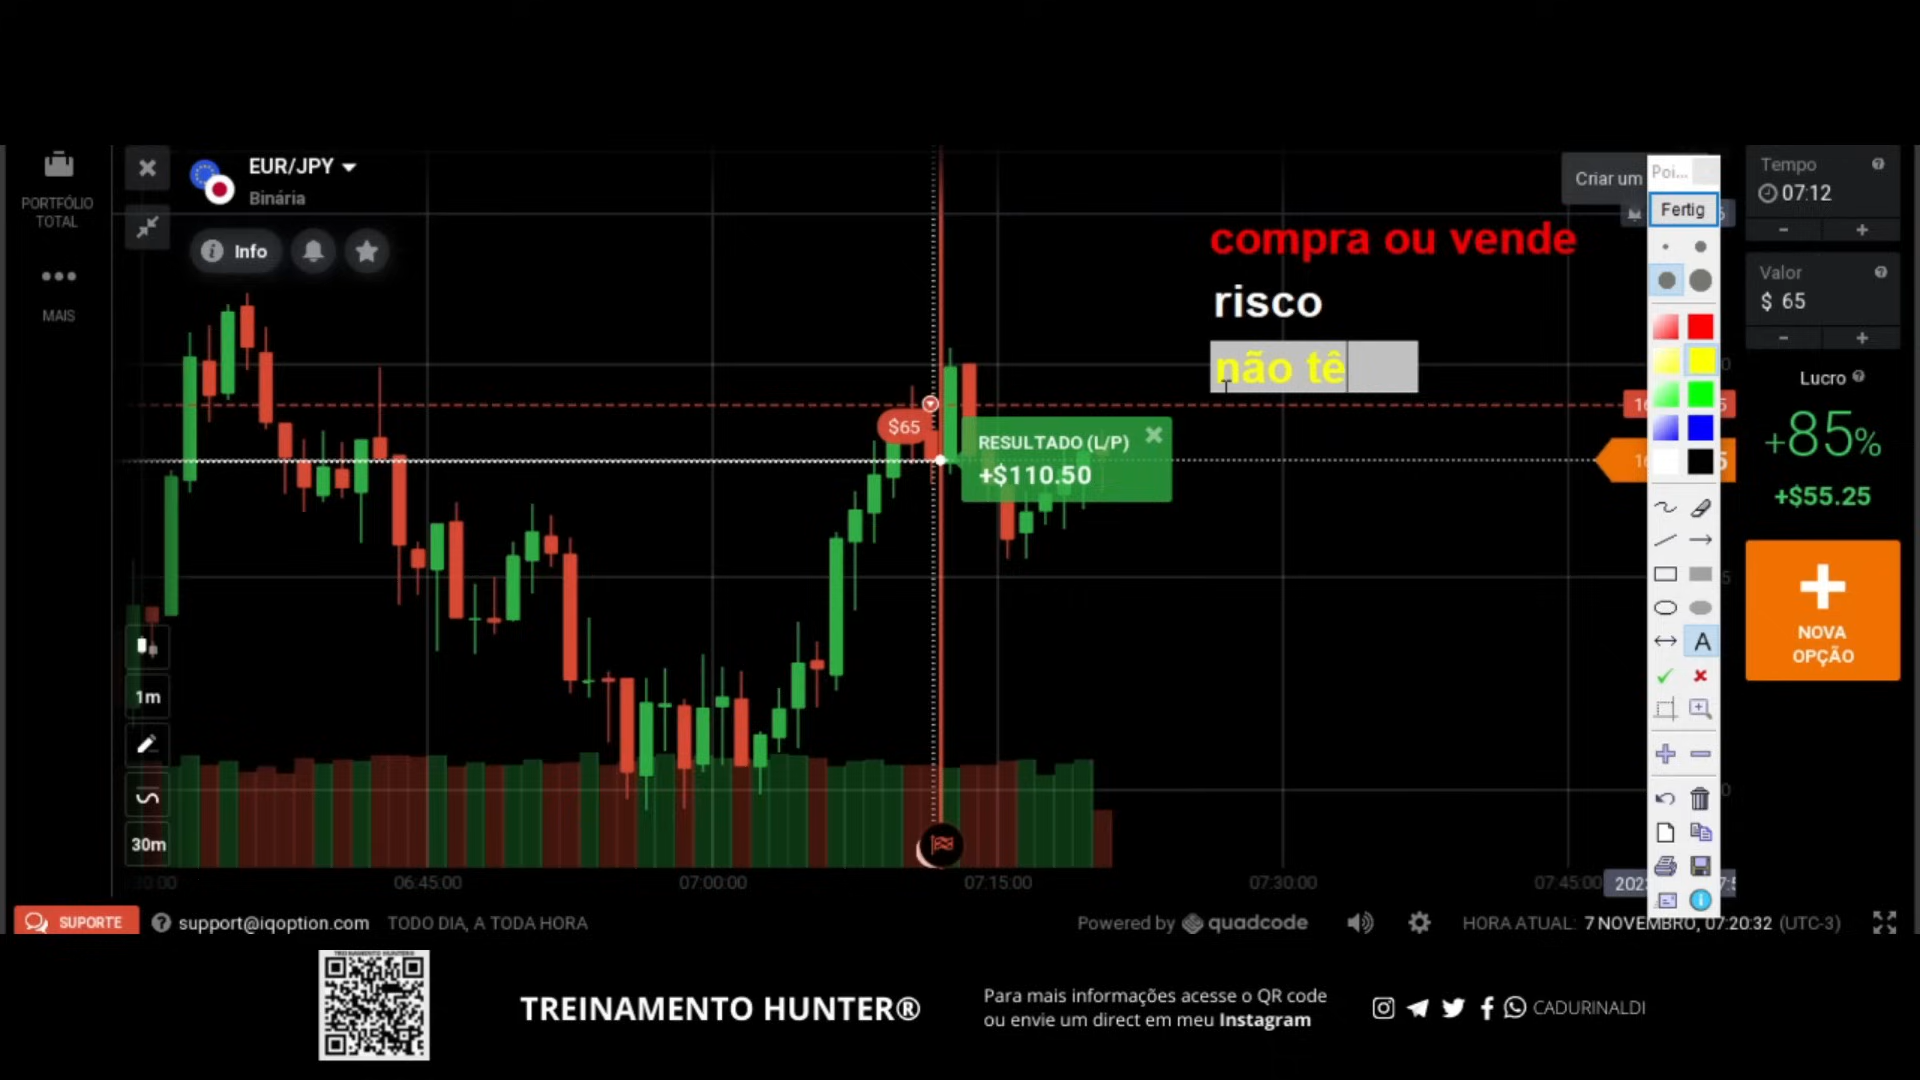 PORTFÓLIO
TOTAL
MAIS
EUR/JPY
Binária
Info
1m
30m
$65
RESULTADO (L/P)
+$110.50
compra ou vende
risco
não tê
Criar um
Poi...
Fertig
A
Tempo
07:12
Valor
$ 65
Lucro
+85%
+$55.25
NOVA
OPÇÃO
06:45:00
07:00:00
07:15:00
07:30:00
07:45:00
SUPORTE
support@iqoption.com
TODO DIA, A TODA HORA
Powered by quadcode
HORA ATUAL: 7 NOVEMBRO, 07:20:32 (UTC-3)
TREINAMENTO HUNTER®
Para mais informações acesse o QR code
ou envie um direct em meu Instagram
CADURINALDI